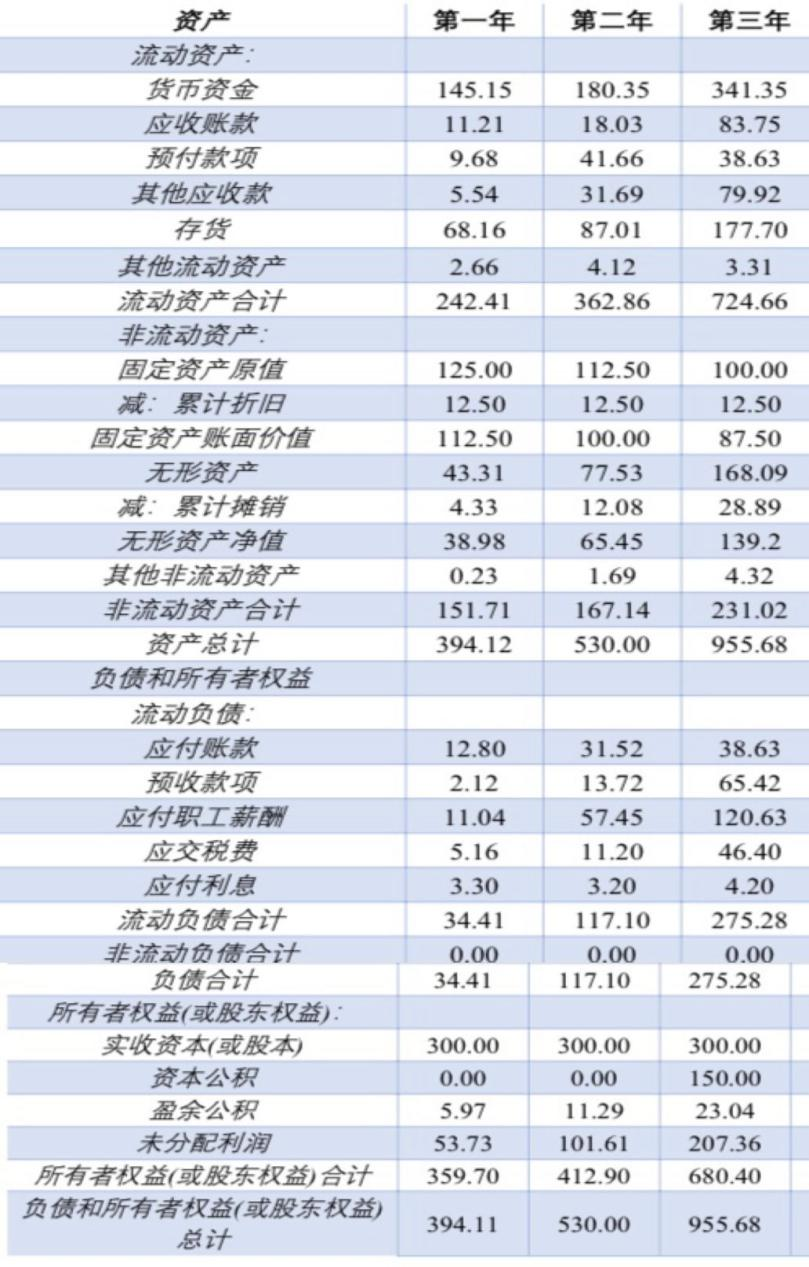 资产 第一年 第二年 第三年
流动资产:
货币资金 145.15 180.35 341.35
应收账款 11.21 18.03 83.75
预付款项 9.68 41.66 38.63
其他应收款 5.54 31.69 79.92
存货 68.16 87.01 177.70
其他流动资产 2.66 4.12 3.31
流动资产合计 242.41 362.86 724.66
非流动资产:
固定资产原值 125.00 112.50 100.00
减: 累计折旧 12.50 12.50 12.50
固定资产账面价值 112.50 100.00 87.50
无形资产 43.31 77.53 168.09
减: 累计摊销 4.33 12.08 28.89
无形资产净值 38.98 65.45 139.2
其他非流动资产 0.23 1.69 4.32
非流动资产合计 151.71 167.14 231.02
资产总计 394.12 530.00 955.68
负债和所有者权益
流动负债:
应付账款 12.80 31.52 38.63
预收款项 2.12 13.72 65.42
应付职工薪酬 11.04 57.45 120.63
应交税费 5.16 11.20 46.40
应付利息 3.30 3.20 4.20
流动负债合计 34.41 117.10 275.28
非流动负债合计 0.00 0.00 0.00
负债合计 34.41 117.10 275.28
所有者权益(或股东权益):
实收资本(或股本) 300.00 300.00 300.00
资本公积 0.00 0.00 150.00
盈余公积 5.97 11.29 23.04
未分配利润 53.73 101.61 207.36
所有者权益(或股东权益)合计 359.70 412.90 680.40
负债和所有者权益(或股东权益)
总计 394.11 530.00 955.68